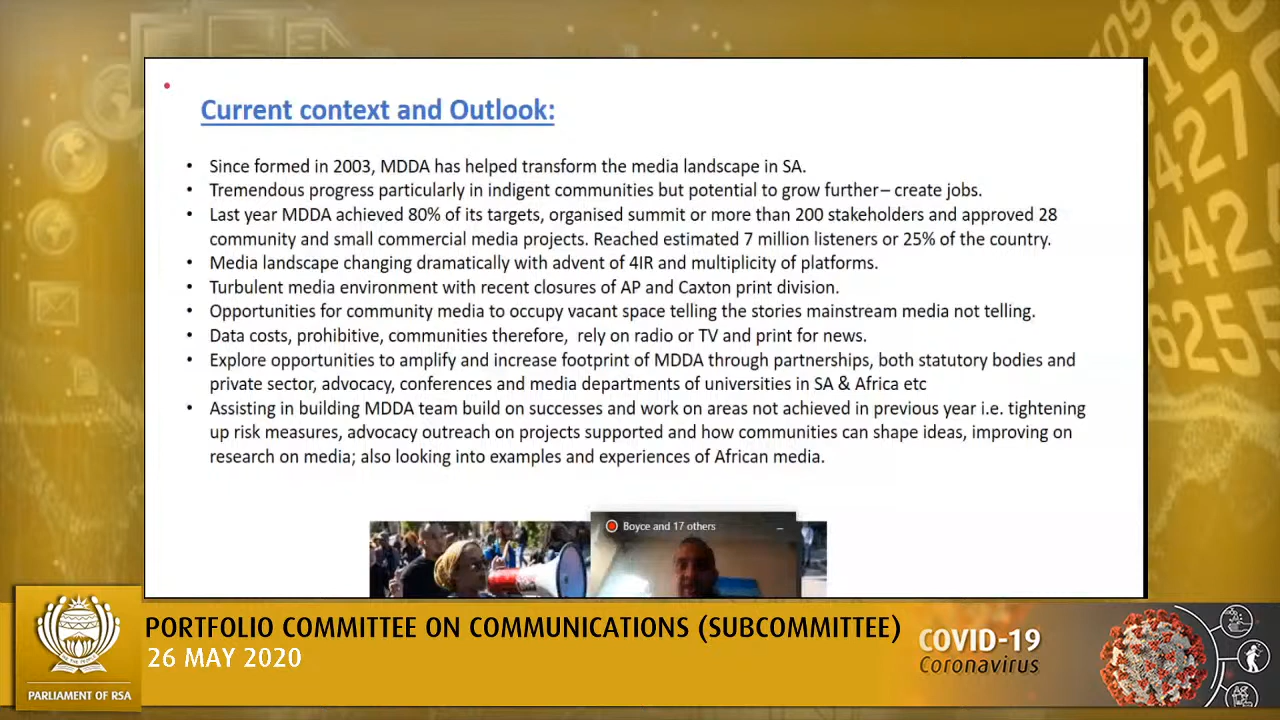 Current context and Outlook:
• Since formed in 2003, MDDA has helped transform the media landscape in SA.
• Tremendous progress particularly in indigent communities but potential to grow further – create jobs.
• Last year MDDA achieved 80% of its targets, organised summit or more than 200 stakeholders and approved 28
community and small commercial media projects. Reached estimated 7 million listeners or 25% of the country.
• Media landscape changing dramatically with advent of 4IR and multiplicity of platforms.
• Turbulent media environment with recent closures of AP and Caxton print division.
• Opportunities for community media to occupy vacant space telling the stories mainstream media not telling.
• Data costs, prohibitive, communities therefore, rely on radio or TV and print for news.
• Explore opportunities to amplify and increase footprint of MDDA through partnerships, both statutory bodies and
private sector, advocacy, conferences and media departments of universities in SA & Africa etc
• Assisting in building MDDA team build on successes and work on areas not achieved in previous year i.e. tightening
up risk measures, advocacy outreach on projects supported and how communities can shape ideas, improving on
research on media; also looking into examples and experiences of African media.
Boyce and 17 others
PORTFOLIO COMMITTEE ON COMMUNICATIONS (SUBCOMMITTEE)
26 MAY 2020
COVID-19
Coronavirus
PARLIAMENT OF RSA